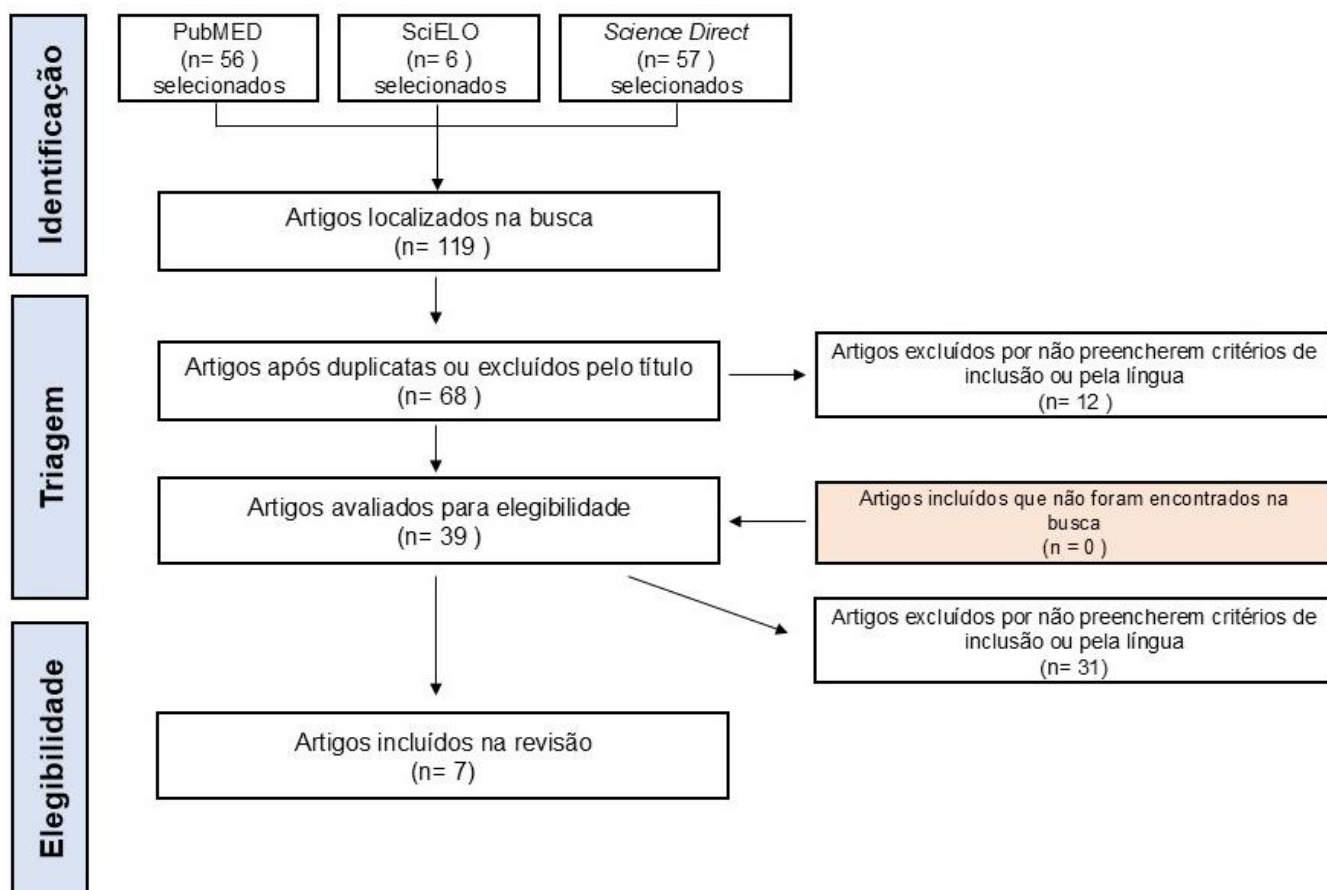 Identificação
PubMED
(n= 56 )
selecionados
SciELO
(n= 6 )
selecionados
Science Direct
(n= 57 )
selecionados
Artigos localizados na busca
(n= 119 )
Triagem
Artigos após duplicatas ou excluídos pelo título
(n= 68 )
Artigos excluídos por não preencherem critérios de
inclusão ou pela língua
(n= 12 )
Artigos avaliados para elegibilidade
(n= 39 )
Artigos incluídos que não foram encontrados na
busca
(n = 0 )
Artigos excluídos por não preencherem critérios de
inclusão ou pela língua
(n= 31)
Elegibilidade
Artigos incluídos na revisão
(n= 7)